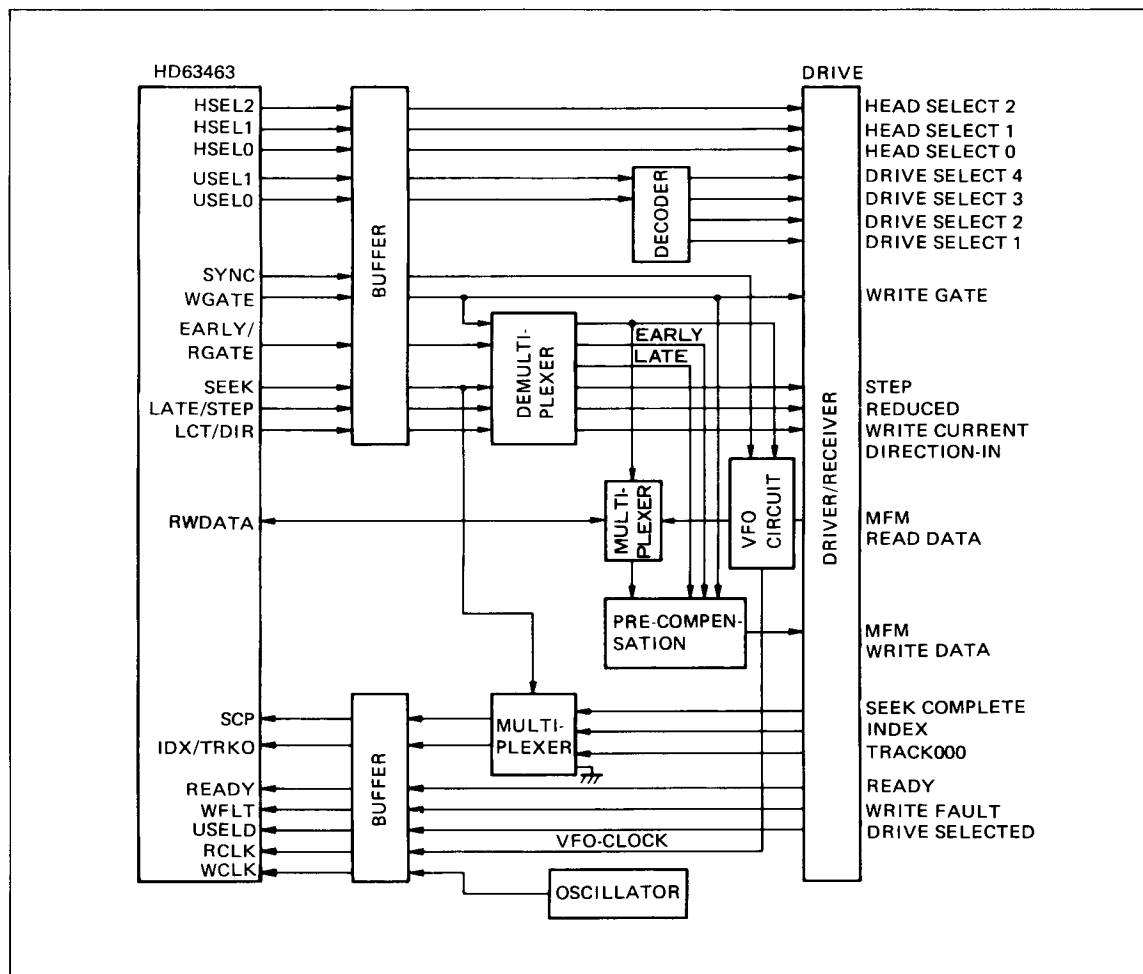 HD63463
DRIVE
HSEL2
HSEL1
HSEL0
USEL1
USEL0
SYNC
WGATE
EARLY/
RGATE
SEEK
LATE/STEP
LCT/DIR
RWDATA
SCP
IDX/TRKO
READY
WFLT
USELD
RCLK
WCLK
BUFFER
BUFFER
DECODER
DEMULTI-
PLEXER
EARLY
LATE
MULTI-
PLEXER
VFO
CIRCUIT
PRE-COMPEN-
SATION
MULTI-
PLEXER
VFO-CLOCK
OSCILLATOR
DRIVER/RECEIVER
HEAD SELECT 2
HEAD SELECT 1
HEAD SELECT 0
DRIVE SELECT 4
DRIVE SELECT 3
DRIVE SELECT 2
DRIVE SELECT 1
WRITE GATE
STEP
REDUCED
WRITE CURRENT
DIRECTION-IN
MFM
READ DATA
MFM
WRITE DATA
SEEK COMPLETE
INDEX
TRACK000
READY
WRITE FAULT
DRIVE SELECTED